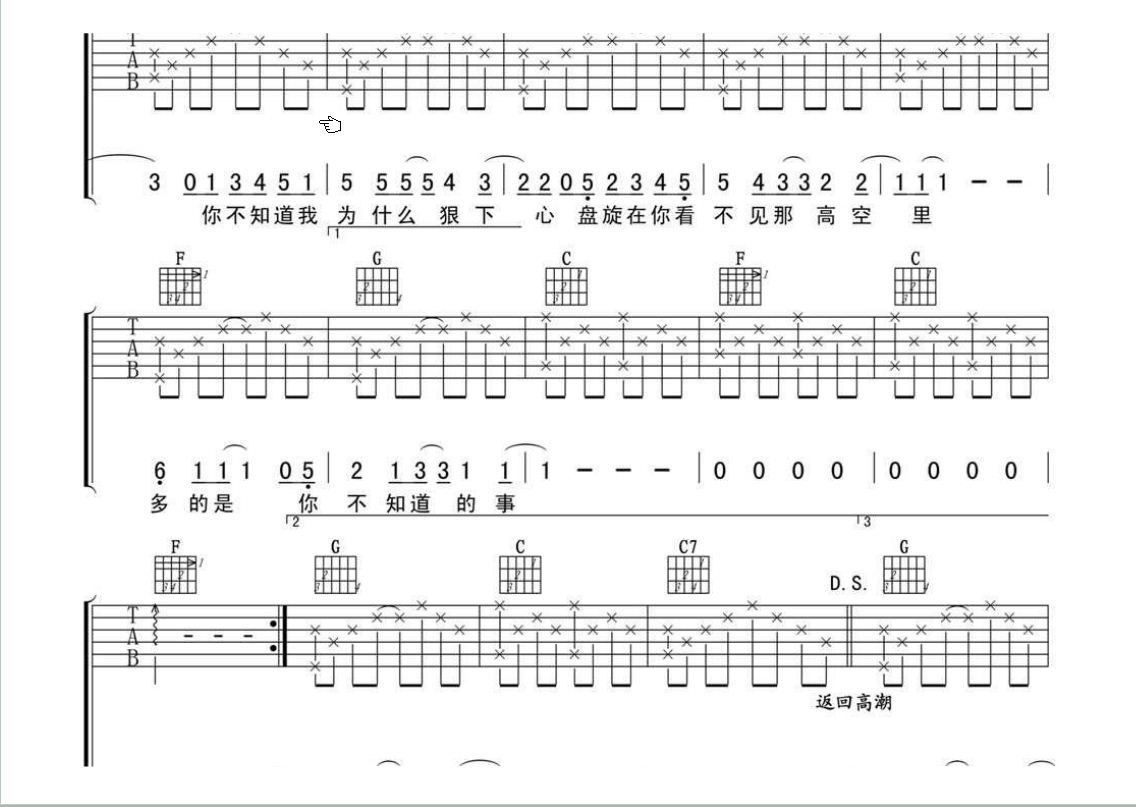 T
A
B
3 0 1 3 4 5 1 | 5 5 5 5 4 3 | 2 2 0 5 2 3 4 5 | 5 4 3 3 2 2 | 1 1 1 - - |
你不知道我 为 什么 狠 下 心 盘旋在你看 不 见那 高 空 里
1
F G C F C
T
A
B
6 1 1 1 0 5 | 2 1 3 3 1 1 | 1 - - - | 0 0 0 0 | 0 0 0 0 |
多 的是 你 不 知道 的 事
2 3
F G C C7 G
D.S.
T
A
B
- - -
返回高潮